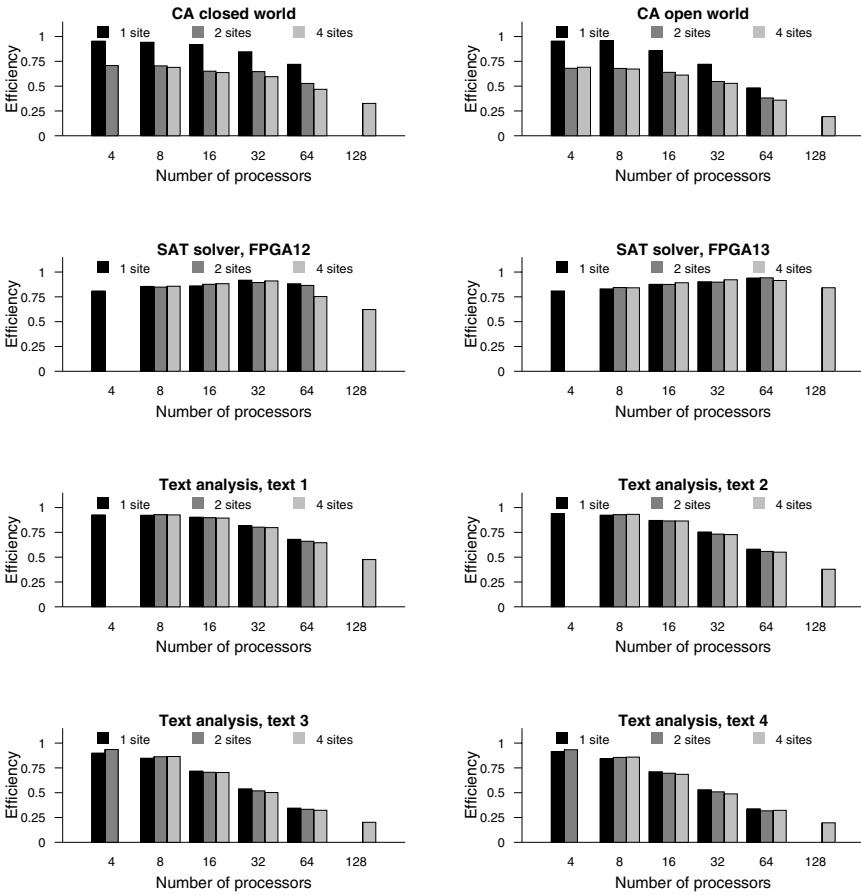 CA closed world
1 site 2 sites 4 sites
1
0.75
0.5
0.25
0
Efficiency
4 8 16 32 64 128
Number of processors
CA open world
1 site 2 sites 4 sites
1
0.75
0.5
0.25
0
Efficiency
4 8 16 32 64 128
Number of processors
SAT solver, FPGA12
1 site 2 sites 4 sites
1
0.75
0.5
0.25
0
Efficiency
4 8 16 32 64 128
Number of processors
SAT solver, FPGA13
1 site 2 sites 4 sites
1
0.75
0.5
0.25
0
Efficiency
4 8 16 32 64 128
Number of processors
Text analysis, text 1
1 site 2 sites 4 sites
1
0.75
0.5
0.25
0
Efficiency
4 8 16 32 64 128
Number of processors
Text analysis, text 2
1 site 2 sites 4 sites
1
0.75
0.5
0.25
0
Efficiency
4 8 16 32 64 128
Number of processors
Text analysis, text 3
1 site 2 sites 4 sites
1
0.75
0.5
0.25
0
Efficiency
4 8 16 32 64 128
Number of processors
Text analysis, text 4
1 site 2 sites 4 sites
1
0.75
0.5
0.25
0
Efficiency
4 8 16 32 64 128
Number of processors